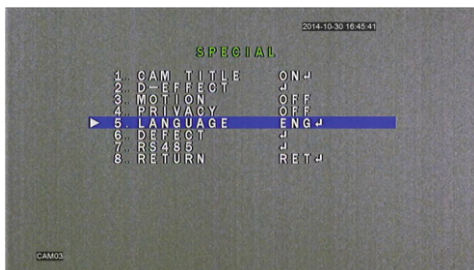 2014-10-30 16:45:41
SPECIAL
1. CAM TITLE ON↲
2. D-EFFECT ↲
3. MOTION OFF
4. PRIVACY OFF
▶ 5. LANGUAGE ENG↲
6. DEFECT ↲
7. RS485 ↲
8. RETURN RET↲
CAM03